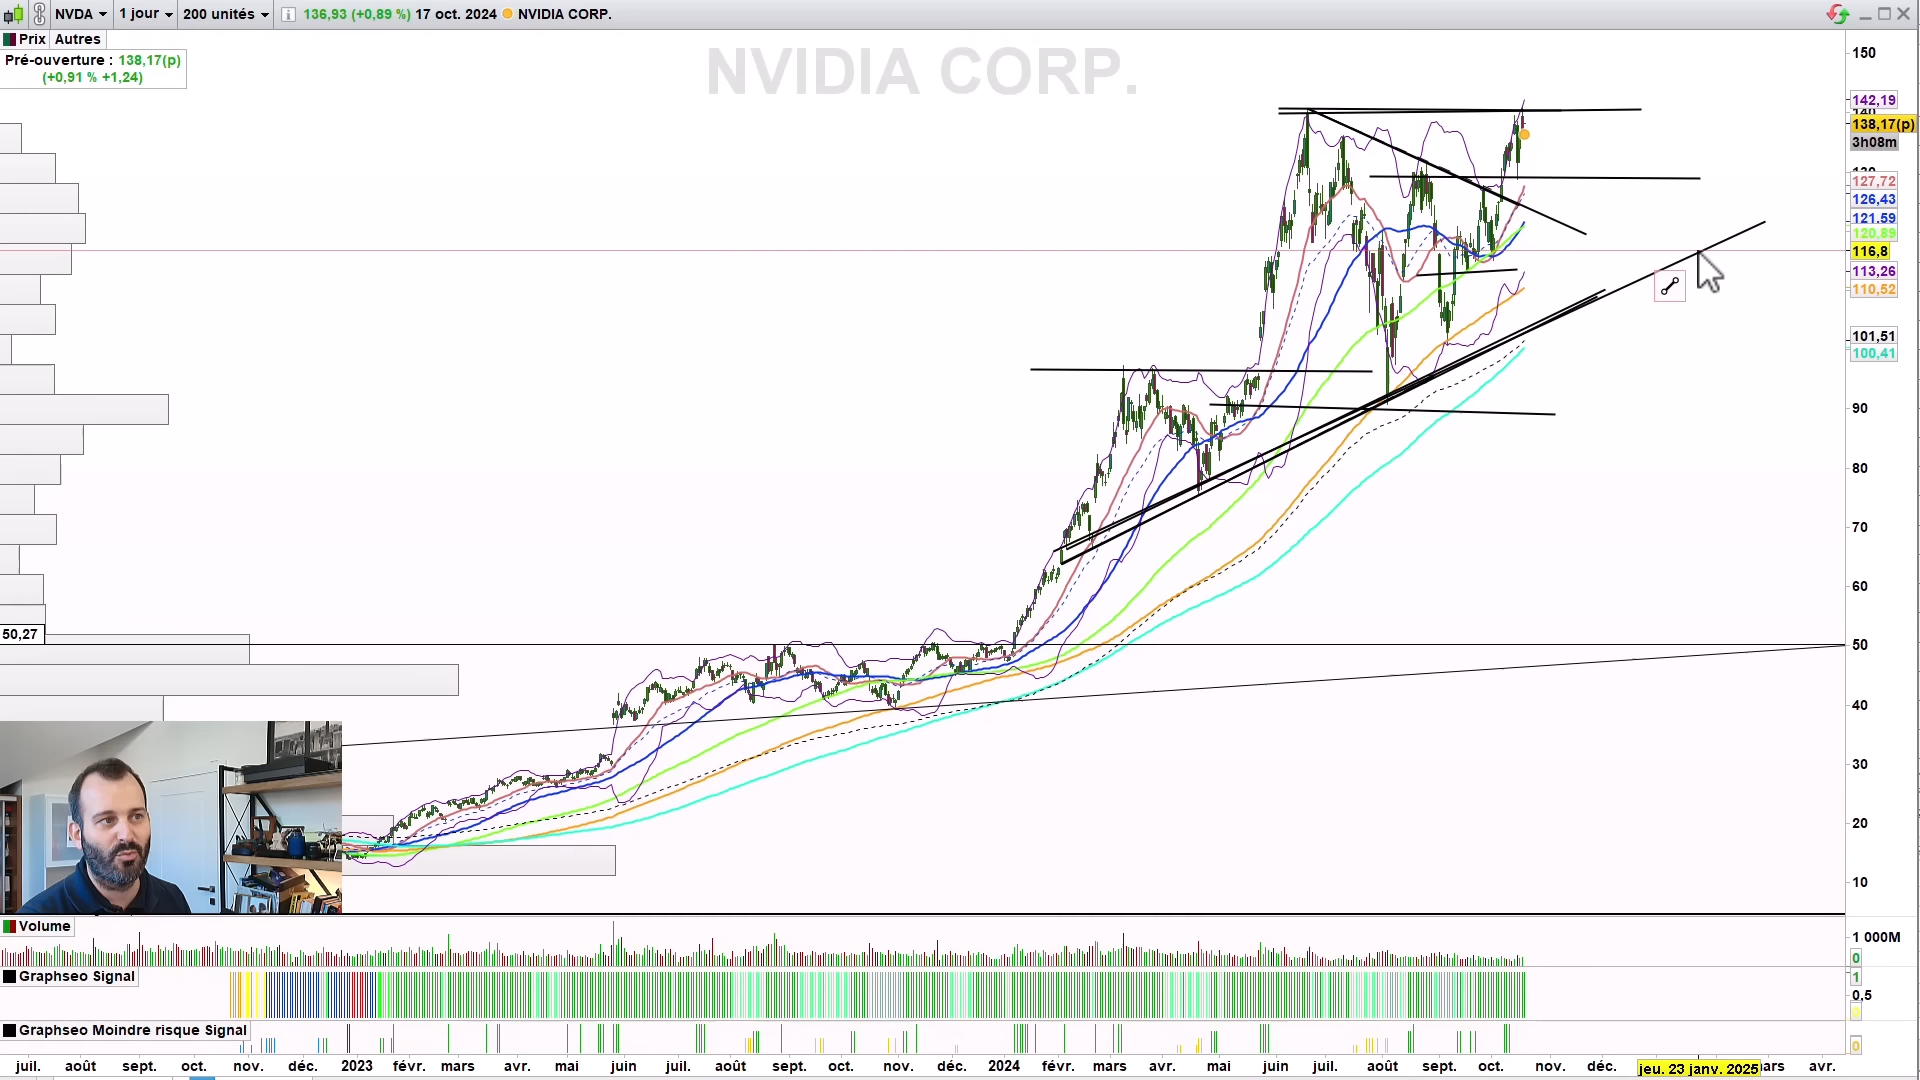 NVDA 1 jour 200 unités i 136,93 (+0,89 %) 17 oct. 2024 NVIDIA CORP.
Prix Autres
Pré-ouverture : 138,17(p)
(+0,91 % +1,24)
NVIDIA CORP.
150
142,19
138,17(p)
3h08m
127,72
126,43
121,59
120,89
116,8
113,26
110,52
101,51
100,41
90
80
70
60
50,27
50
40
30
20
10
Volume
1 000M
0
Graphseo Signal
1
0,5
Graphseo Moindre risque Signal
0
juil. août sept. oct. nov. déc. 2023 févr. mars avr. mai juin juil. août sept. oct. nov. déc. 2024 févr. mars avr. mai juin juil. août sept. oct. nov. déc. jeu. 23 janv. 2025 avr.